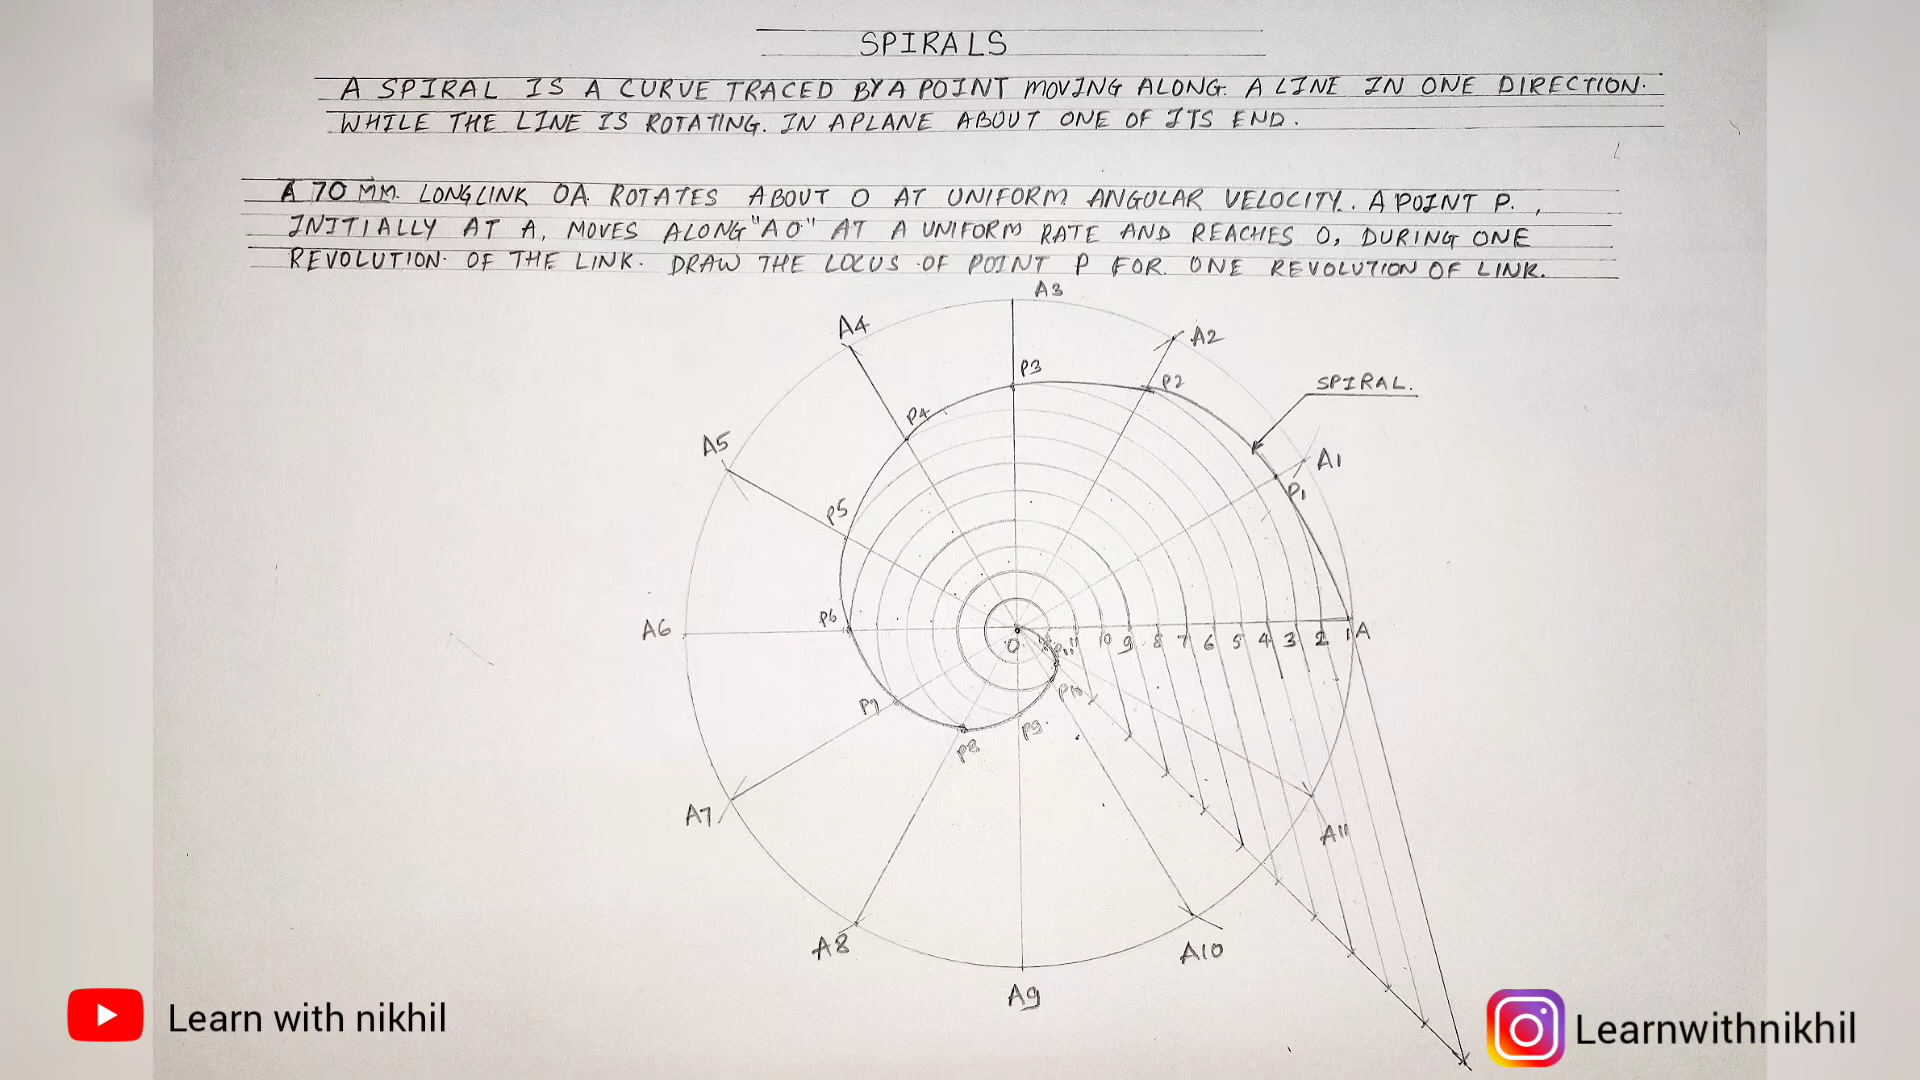 SPIRALS
A SPIRAL IS A CURVE TRACED BY A POINT MOVING ALONG. A LINE IN ONE DIRECTION.
WHILE THE LINE IS ROTATING. IN A PLANE ABOUT ONE OF ITS END.
A 70 MM. LONG LINK OA ROTATES ABOUT O AT UNIFORM ANGULAR VELOCITY. A POINT P. ,
INITIALLY AT A, MOVES ALONG "AO" AT A UNIFORM RATE AND REACHES O, DURING ONE
REVOLUTION. OF THE LINK. DRAW THE LOCUS OF POINT P FOR ONE REVOLUTION OF LINK.
A3
A4
A2
P3
P2
SPIRAL.
P4
A5
A1
P1
P5
A6
P6
O 11 10 9 8 7 6 5 4 3 2 1 A
P10
P7
P9
P8
A7
A11
A8
A10
A9
Learn with nikhil
Learnwithnikhil